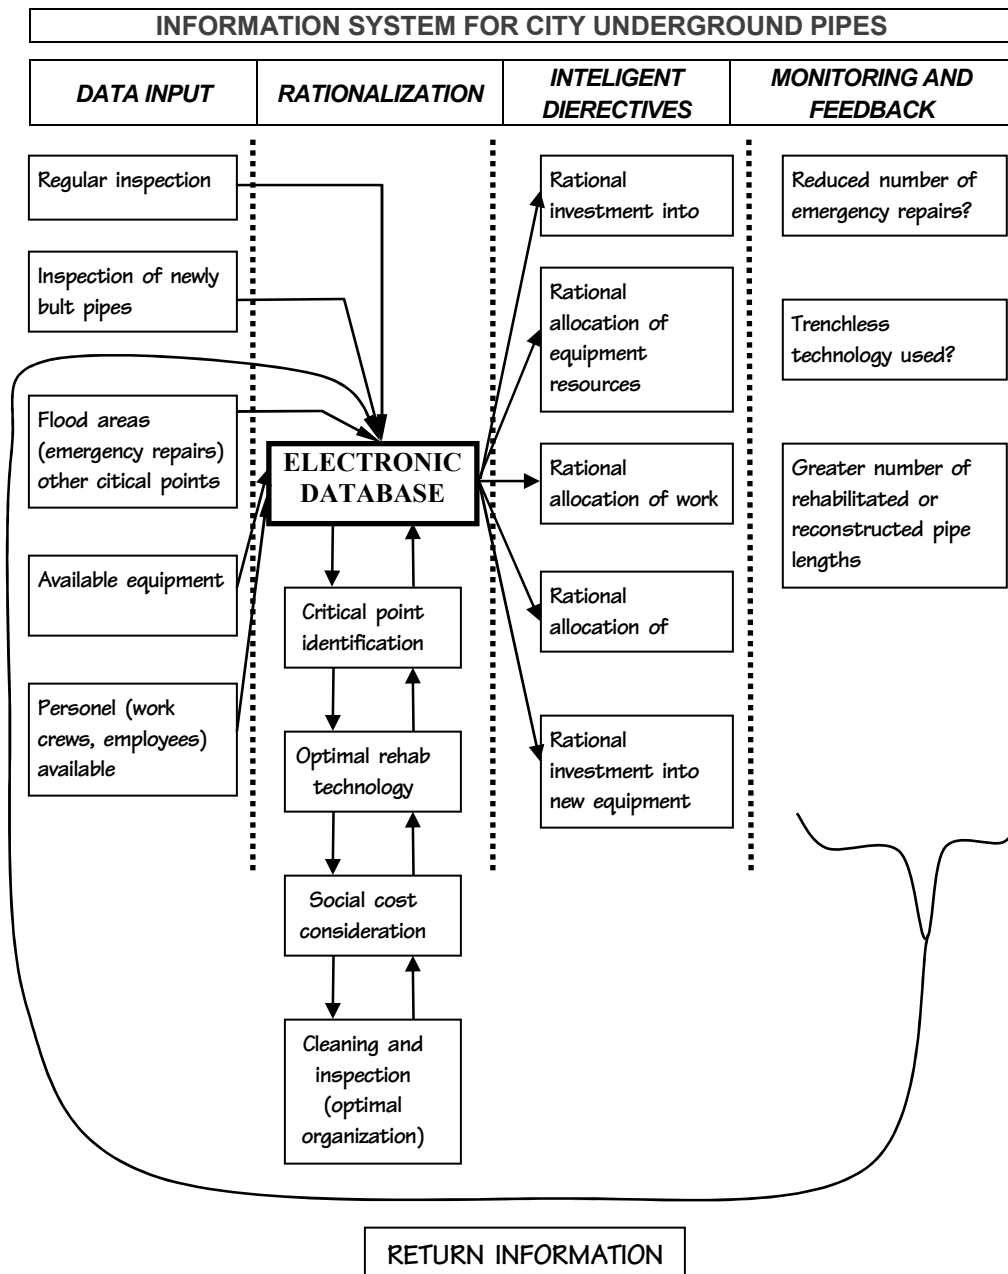 INFORMATION SYSTEM FOR CITY UNDERGROUND PIPES
DATA INPUT
RATIONALIZATION
INTELIGENT
DIERECTIVES
MONITORING AND
FEEDBACK
Regular inspection
Inspection of newly
bult pipes
Flood areas
(emergency repairs)
other citical points
Available equipment
Personel (work
crews, employees)
available
ELECTRONIC
DATABASE
Critical point
identification
Optimal rehab
technology
Social cost
consideration
Cleaning and
inspection
(optimal
organization)
Rational
investment into
Rational
allocation of
equipment
resources
Rational
allocation of work
Rational
allocation of
Rational
investment into
new equipment
Reduced number of
emergency repairs?
Trenchless
technology used?
Greater number of
rehabilitated or
reconstructed pipe
lengths
RETURN INFORMATION